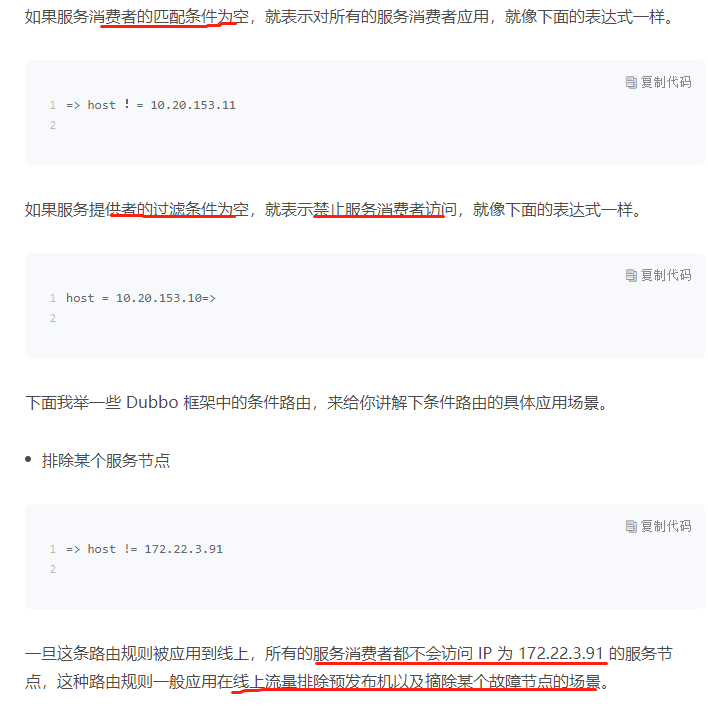 如果服务消费者的匹配条件为空，就表示对所有的服务消费者应用，就像下面的表达式一样。
复制代码
1 => host ！= 10.20.153.11
2
如果服务提供者的过滤条件为空，就表示禁止服务消费者访问，就像下面的表达式一样。
复制代码
1 host = 10.20.153.10=>
2
下面我举一些 Dubbo 框架中的条件路由，来给你讲解下条件路由的具体应用场景。
• 排除某个服务节点
复制代码
1 => host != 172.22.3.91
2
一旦这条路由规则被应用到线上，所有的服务消费者都不会访问 IP 为 172.22.3.91 的服务节
点，这种路由规则一般应用在线上流量排除预发布机以及摘除某个故障节点的场景。